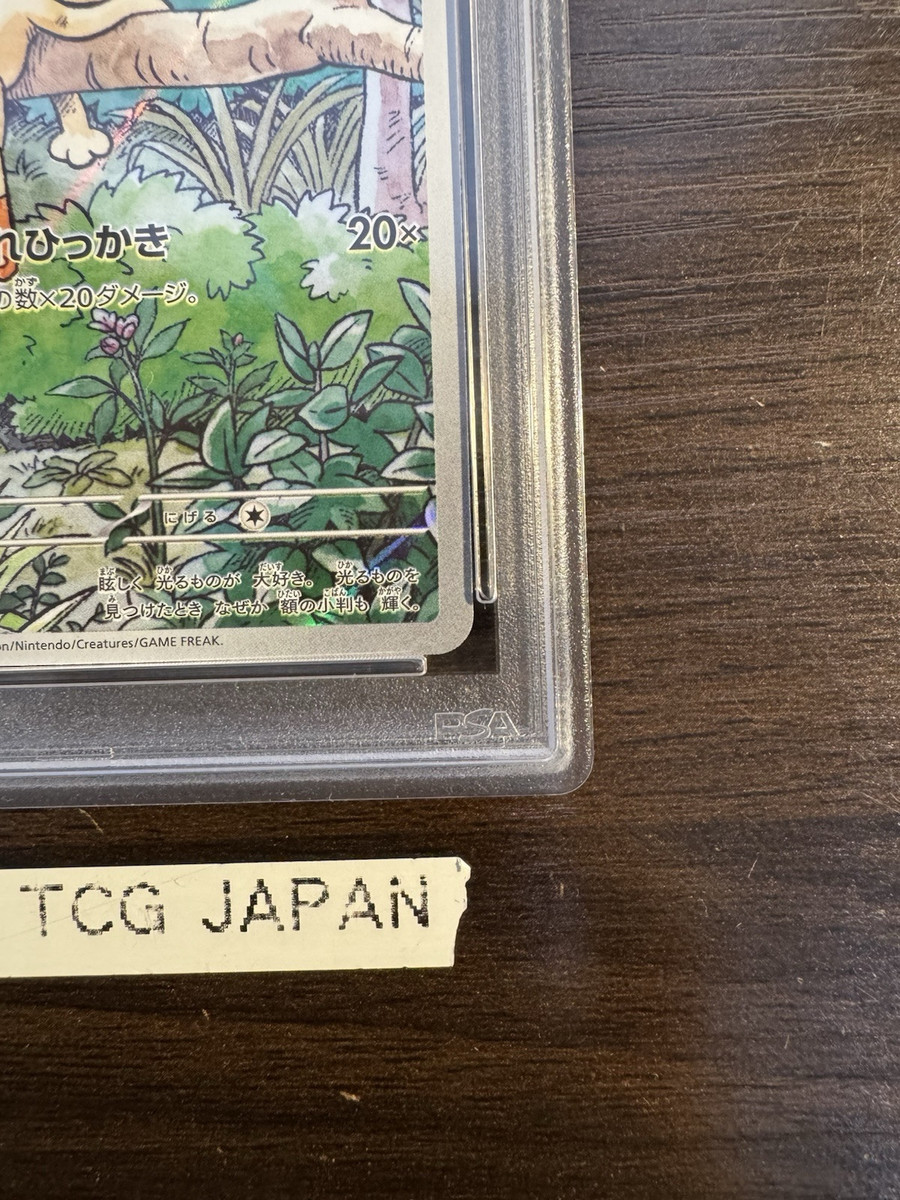 れひっかき 20×
の数×20ダメージ。
にげる
眩しく 光るものが 大好き。 光るものを
見つけたとき なぜか 額の小判も 輝く。
on/Nintendo/Creatures/GAME FREAK.
PSA
TCG JAPAN